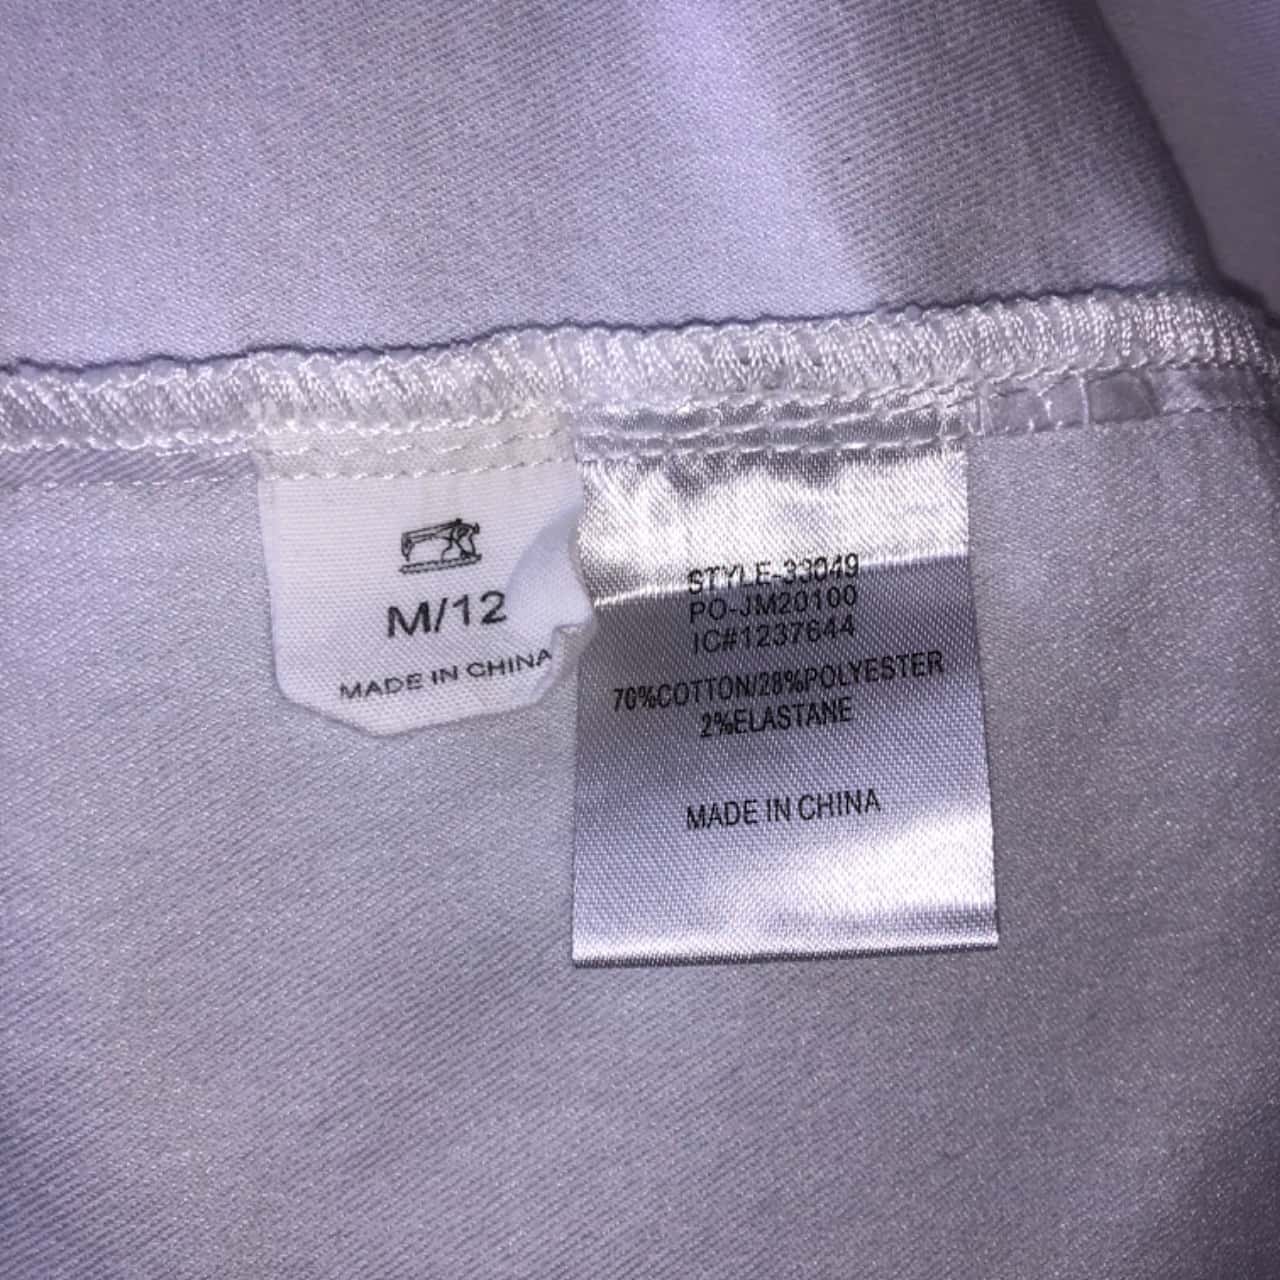 M/12
MADE IN CHINA
STYLE-33049
PO-JM20100
IC#1237644
70%COTTON/28%POLYESTER
2%ELASTANE
MADE IN CHINA